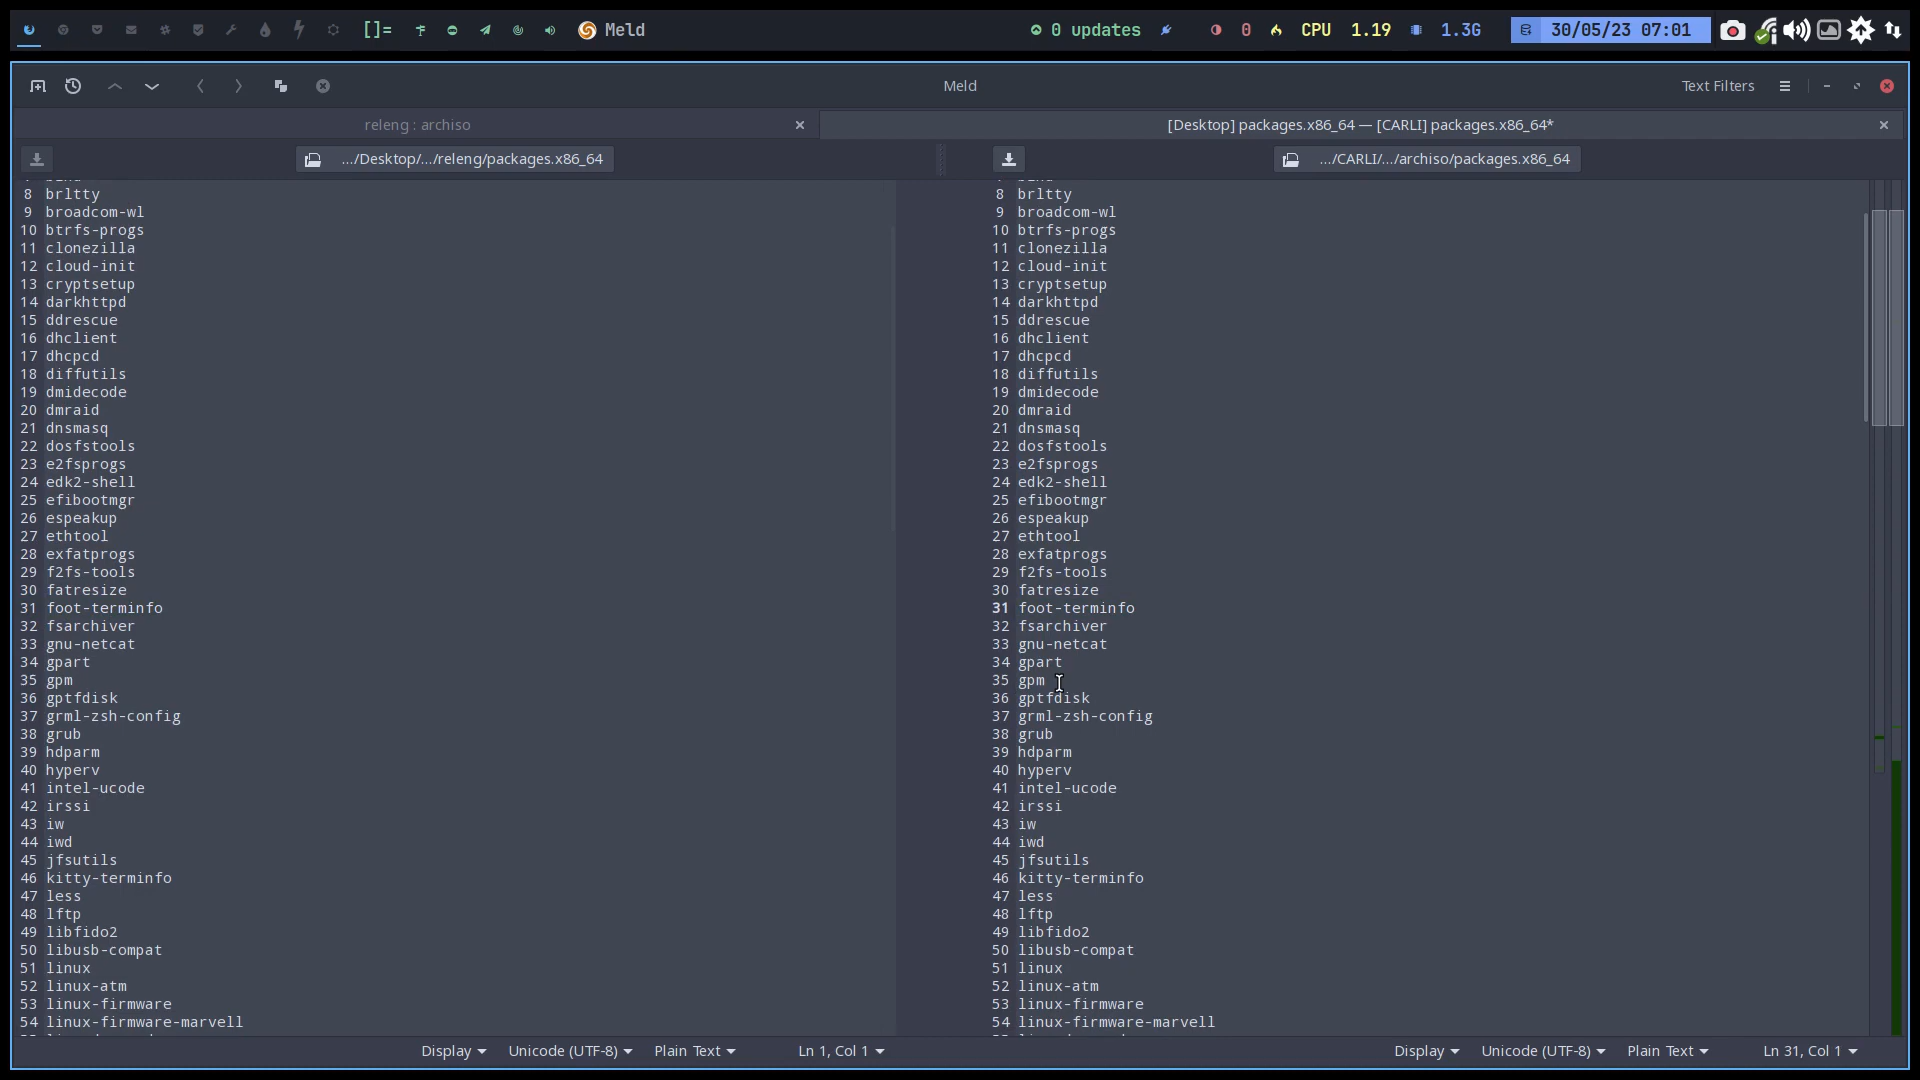 []= Meld 0 updates 0 CPU 1.19 1.3G 30/05/23 07:01
Meld Text Filters
releng : archiso [Desktop] packages.x86_64 — [CARLI] packages.x86_64*
.../Desktop/.../releng/packages.x86_64 .../CARLI/.../archiso/packages.x86_64
8 brltty
9 broadcom-wl
10 btrfs-progs
11 clonezilla
12 cloud-init
13 cryptsetup
14 darkhttpd
15 ddrescue
16 dhclient
17 dhcpcd
18 diffutils
19 dmidecode
20 dmraid
21 dnsmasq
22 dosfstools
23 e2fsprogs
24 edk2-shell
25 efibootmgr
26 espeakup
27 ethtool
28 exfatprogs
29 f2fs-tools
30 fatresize
31 foot-terminfo
32 fsarchiver
33 gnu-netcat
34 gpart
35 gpm
36 gptfdisk
37 grml-zsh-config
38 grub
39 hdparm
40 hyperv
41 intel-ucode
42 irssi
43 iw
44 iwd
45 jfsutils
46 kitty-terminfo
47 less
48 lftp
49 libfido2
50 libusb-compat
51 linux
52 linux-atm
53 linux-firmware
54 linux-firmware-marvell
8 brltty
9 broadcom-wl
10 btrfs-progs
11 clonezilla
12 cloud-init
13 cryptsetup
14 darkhttpd
15 ddrescue
16 dhclient
17 dhcpcd
18 diffutils
19 dmidecode
20 dmraid
21 dnsmasq
22 dosfstools
23 e2fsprogs
24 edk2-shell
25 efibootmgr
26 espeakup
27 ethtool
28 exfatprogs
29 f2fs-tools
30 fatresize
31 foot-terminfo
32 fsarchiver
33 gnu-netcat
34 gpart
35 gpm
36 gptfdisk
37 grml-zsh-config
38 grub
39 hdparm
40 hyperv
41 intel-ucode
42 irssi
43 iw
44 iwd
45 jfsutils
46 kitty-terminfo
47 less
48 lftp
49 libfido2
50 libusb-compat
51 linux
52 linux-atm
53 linux-firmware
54 linux-firmware-marvell
Display Unicode (UTF-8) Plain Text Ln 1, Col 1 Display Unicode (UTF-8) Plain Text Ln 31, Col 1